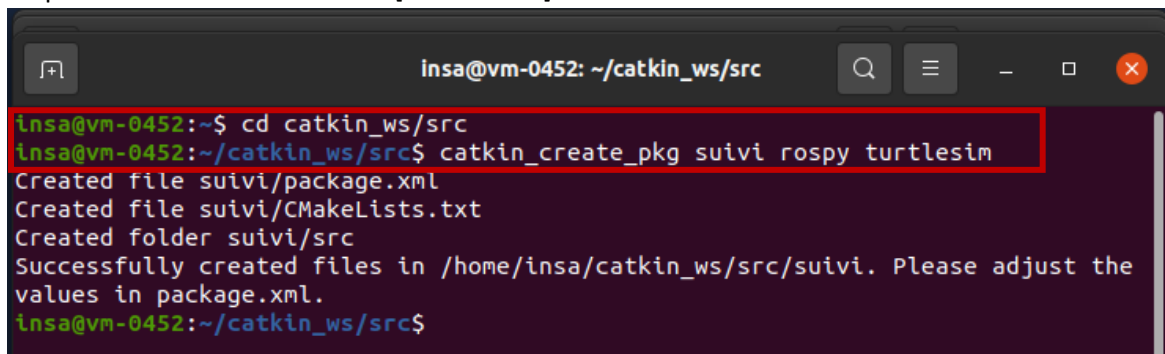 insa@vm-0452: ~/catkin_ws/src
insa@vm-0452:~$ cd catkin_ws/src
insa@vm-0452:~/catkin_ws/src$ catkin_create_pkg suivi rospy turtlesim
Created file suivi/package.xml
Created file suivi/CMakeLists.txt
Created folder suivi/src
Successfully created files in /home/insa/catkin_ws/src/suivi. Please adjust the
values in package.xml.
insa@vm-0452:~/catkin_ws/src$